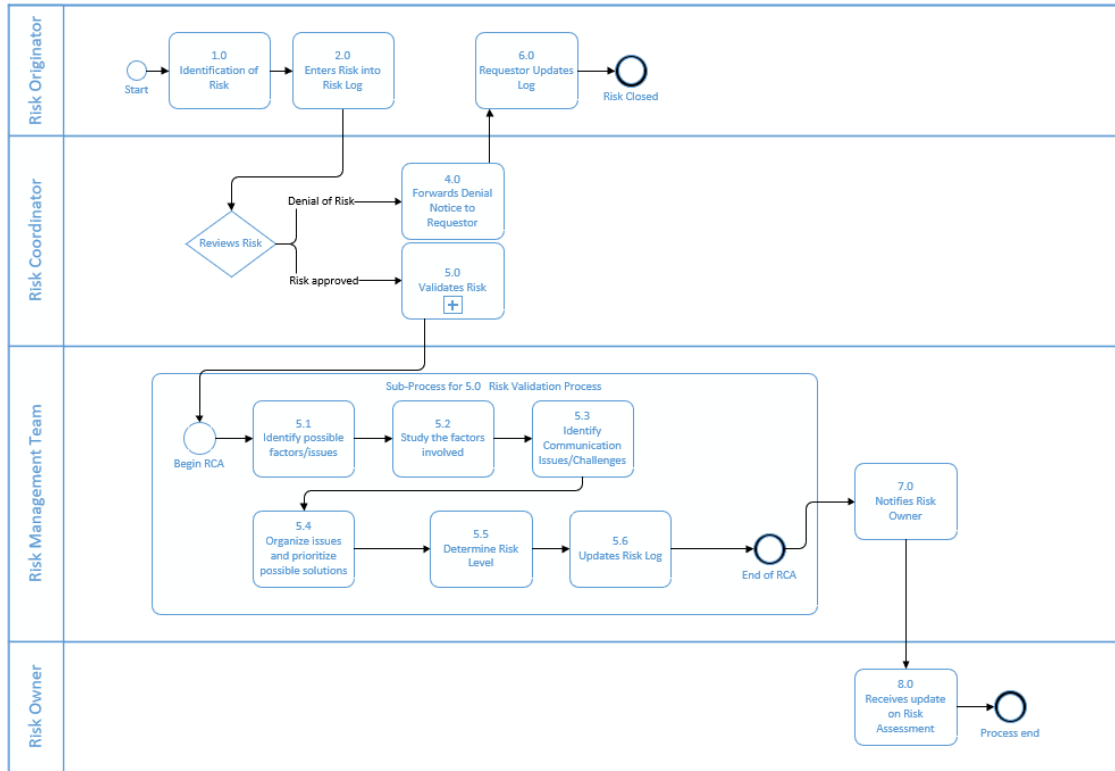 Risk Originator
Start
1.0
Identification of
Risk
2.0
Enters Risk into
Risk Log
6.0
Requestor Updates
Log
Risk Closed
Risk Coordinator
Reviews Risk
Denial of Risk
Risk approved
4.0
Forwards Denial
Notice to
Requestor
5.0
Validates Risk
Risk Management Team
Sub-Process for 5.0 Risk Validation Process
Begin RCA
5.1
Identify possible
factors/issues
5.2
Study the factors
involved
5.3
Identify
Communication
Issues/Challenges
5.4
Organize issues
and prioritize
possible solutions
5.5
Determine Risk
Level
5.6
Updates Risk Log
End of RCA
7.0
Notifies Risk
Owner
Risk Owner
8.0
Receives update
on Risk
Assessment
Process end